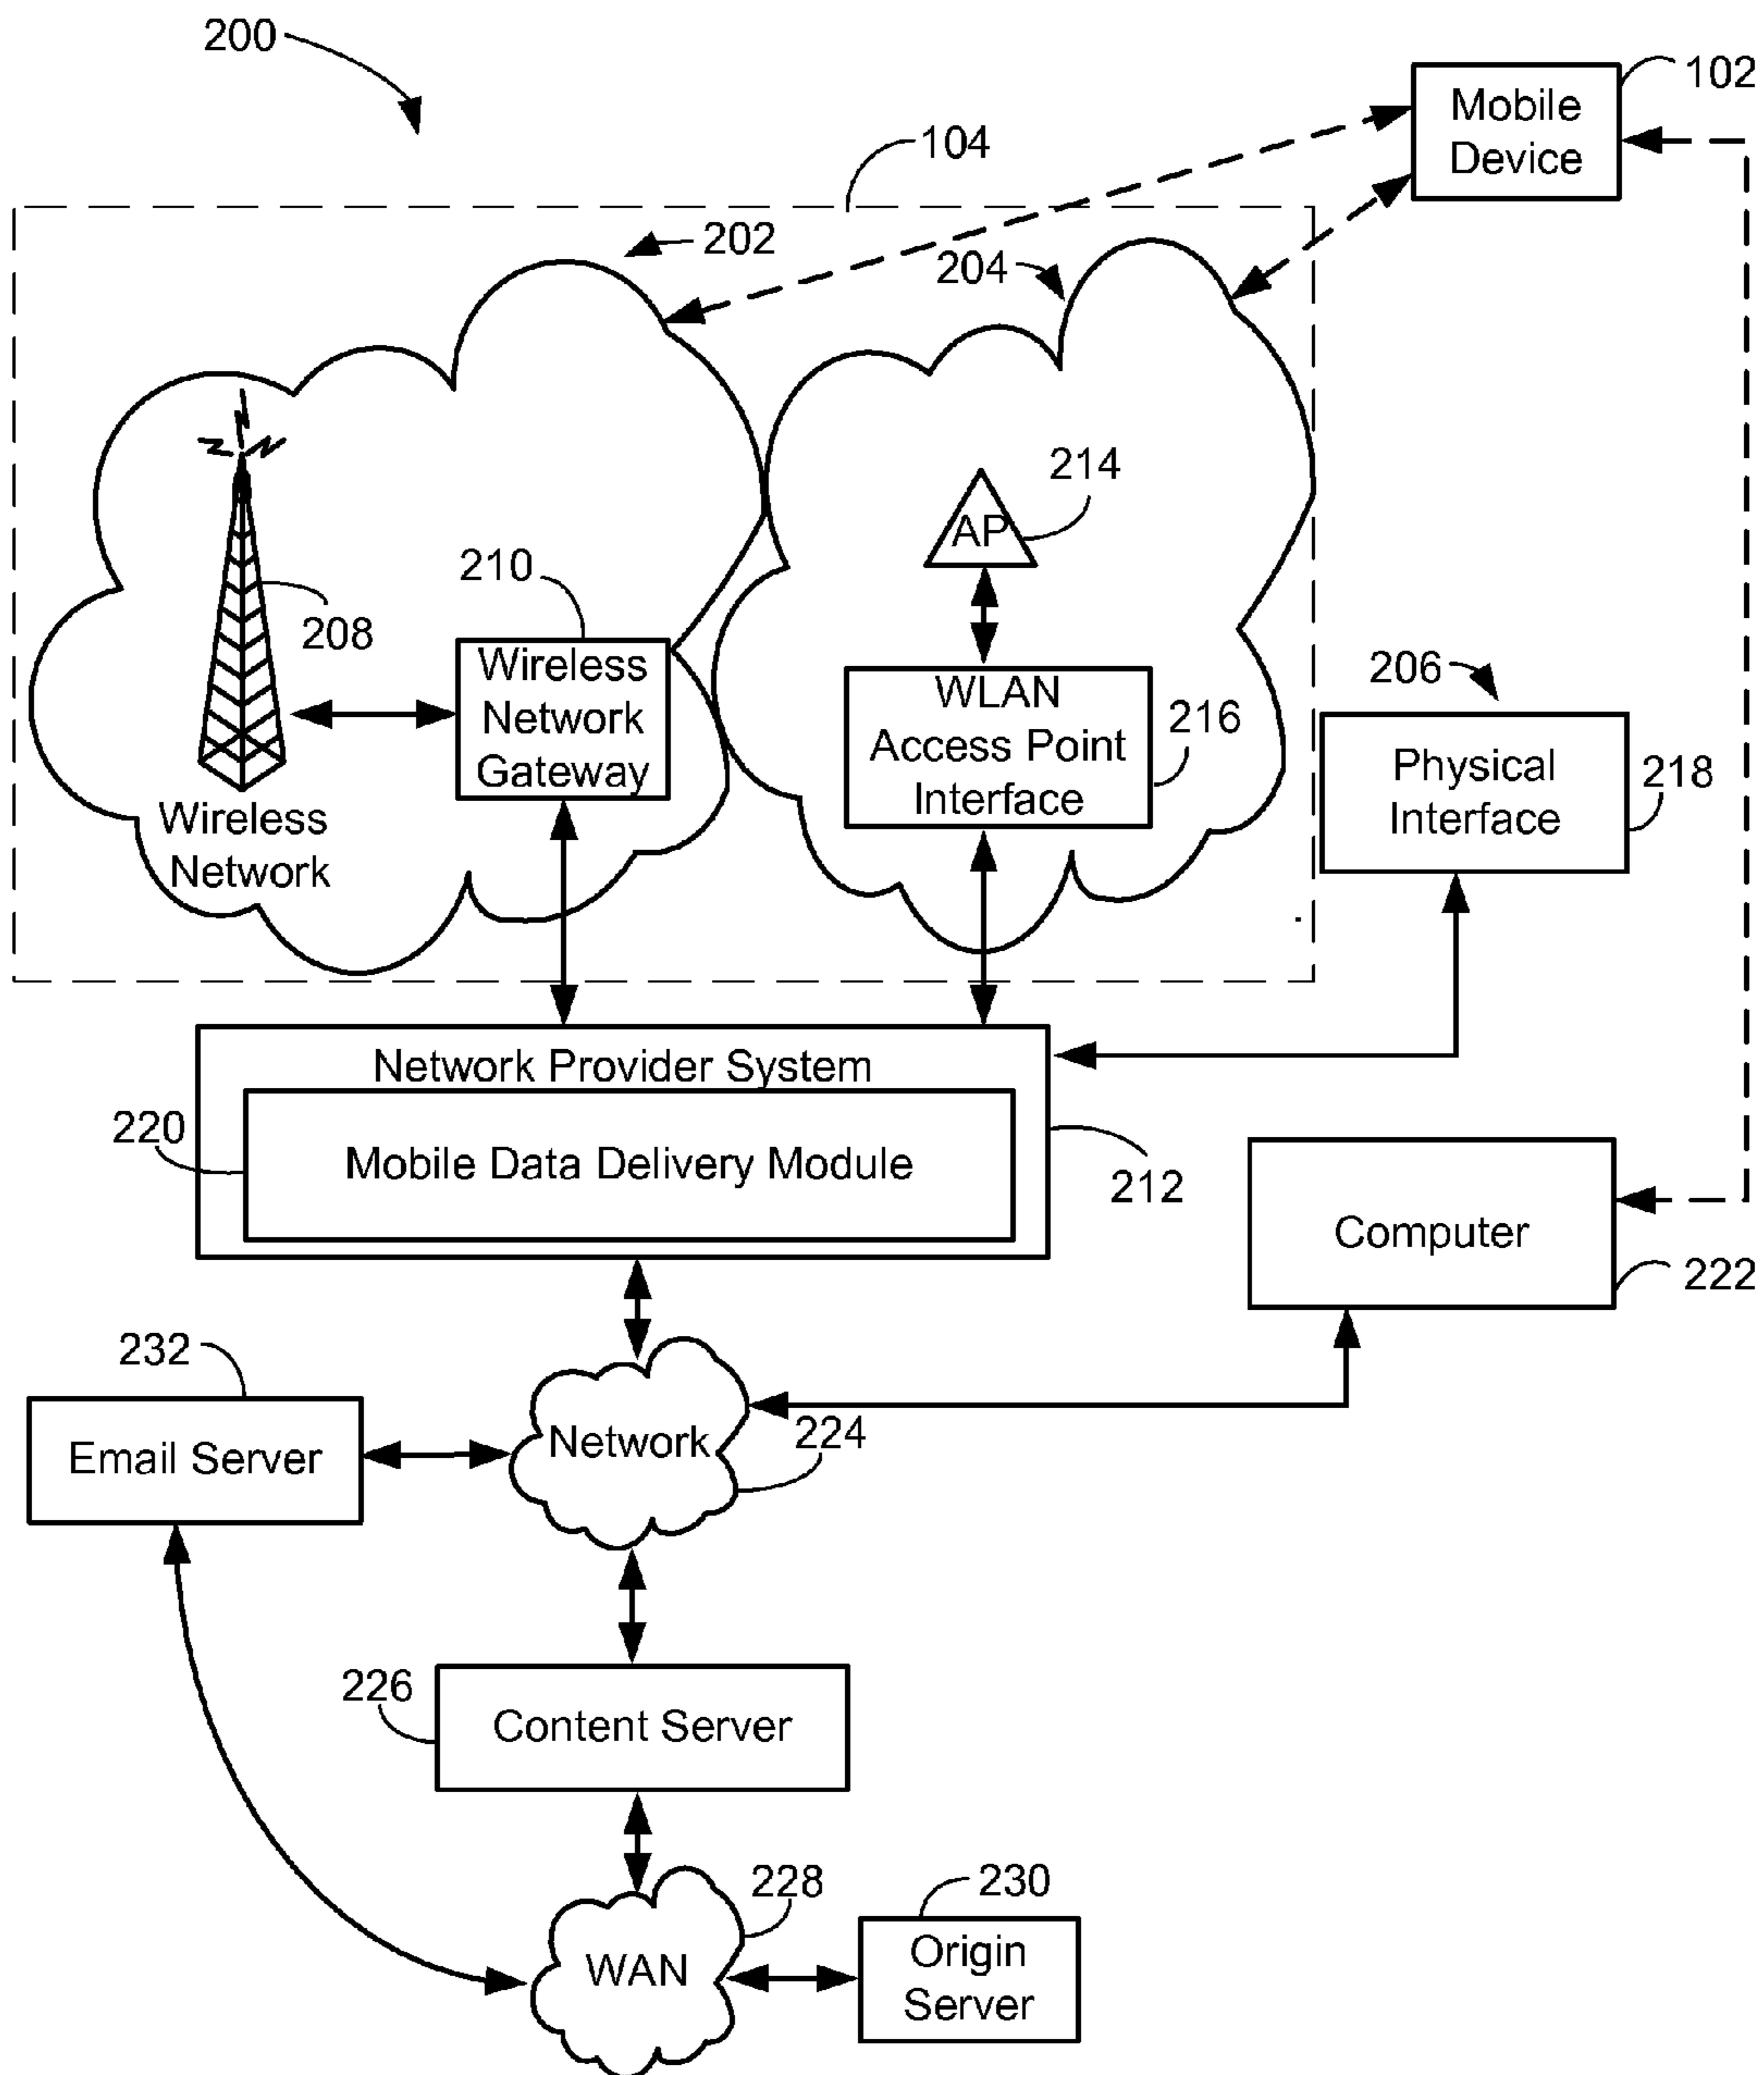 200
102
Mobile
Device
104
202
204
214
AP
210
208
Wireless
Network
Gateway
WLAN
Access Point
Interface
216
206
Physical
Interface
218
Wireless
Network
Network Provider System
220
Mobile Data Delivery Module
212
Computer
222
232
Email Server
Network
224
226
Content Server
228
WAN
230
Origin
Server